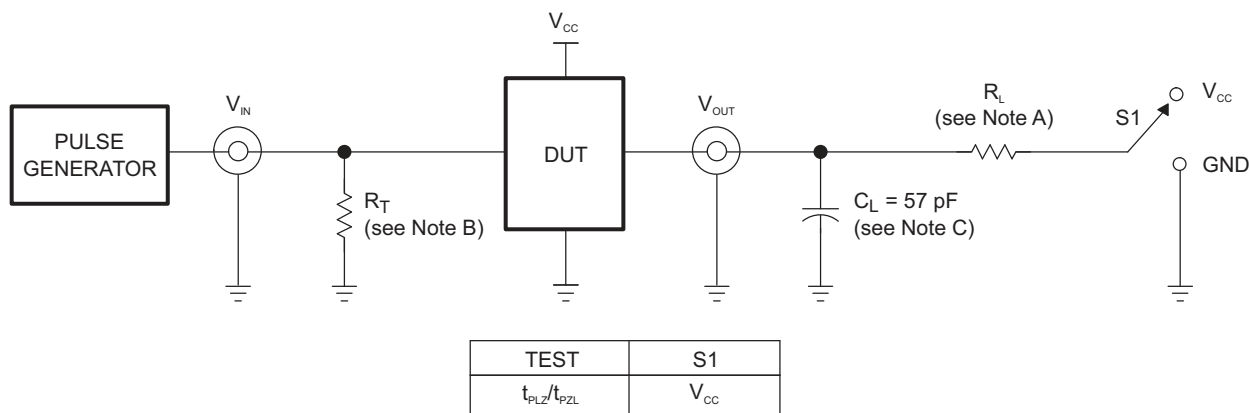 V_CC
PULSE
GENERATOR
V_IN
DUT
V_OUT
R_L
(see Note A)
S1
V_CC
GND
R_T
(see Note B)
C_L = 57 pF
(see Note C)
TEST S1
t_PLZ/t_PZL V_CC